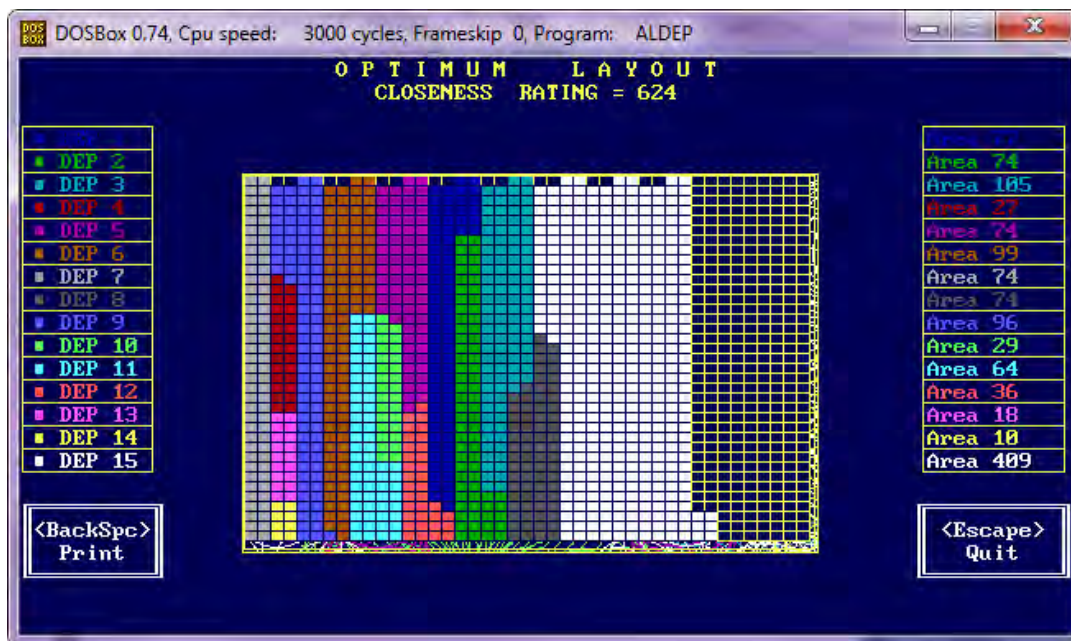 DOSBox 0.74, Cpu speed: 3000 cycles, Frameskip 0, Program: ALDEP
OPTIMUM LAYOUT
CLOSENESS RATING = 624
DEP 2
DEP 3
DEP 4
DEP 5
DEP 6
DEP 7
DEP 8
DEP 9
DEP 10
DEP 11
DEP 12
DEP 13
DEP 14
DEP 15
Area 74
Area 105
Area 27
Area 74
Area 99
Area 74
Area 74
Area 96
Area 29
Area 64
Area 36
Area 18
Area 10
Area 409
<BackSpc>
Print
<Escape>
Quit